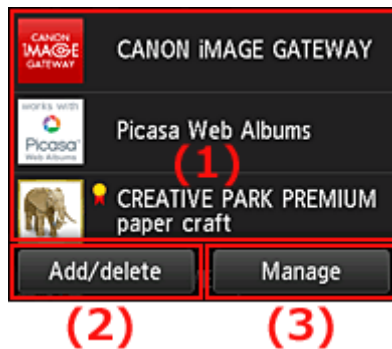 CANON
iMAGE
GATEWAY
CANON iMAGE GATEWAY
works with
Picasa™
Web Albums
Picasa Web Albums
(1)
CREATIVE PARK PREMIUM
paper craft
Add/delete
Manage
(2)
(3)